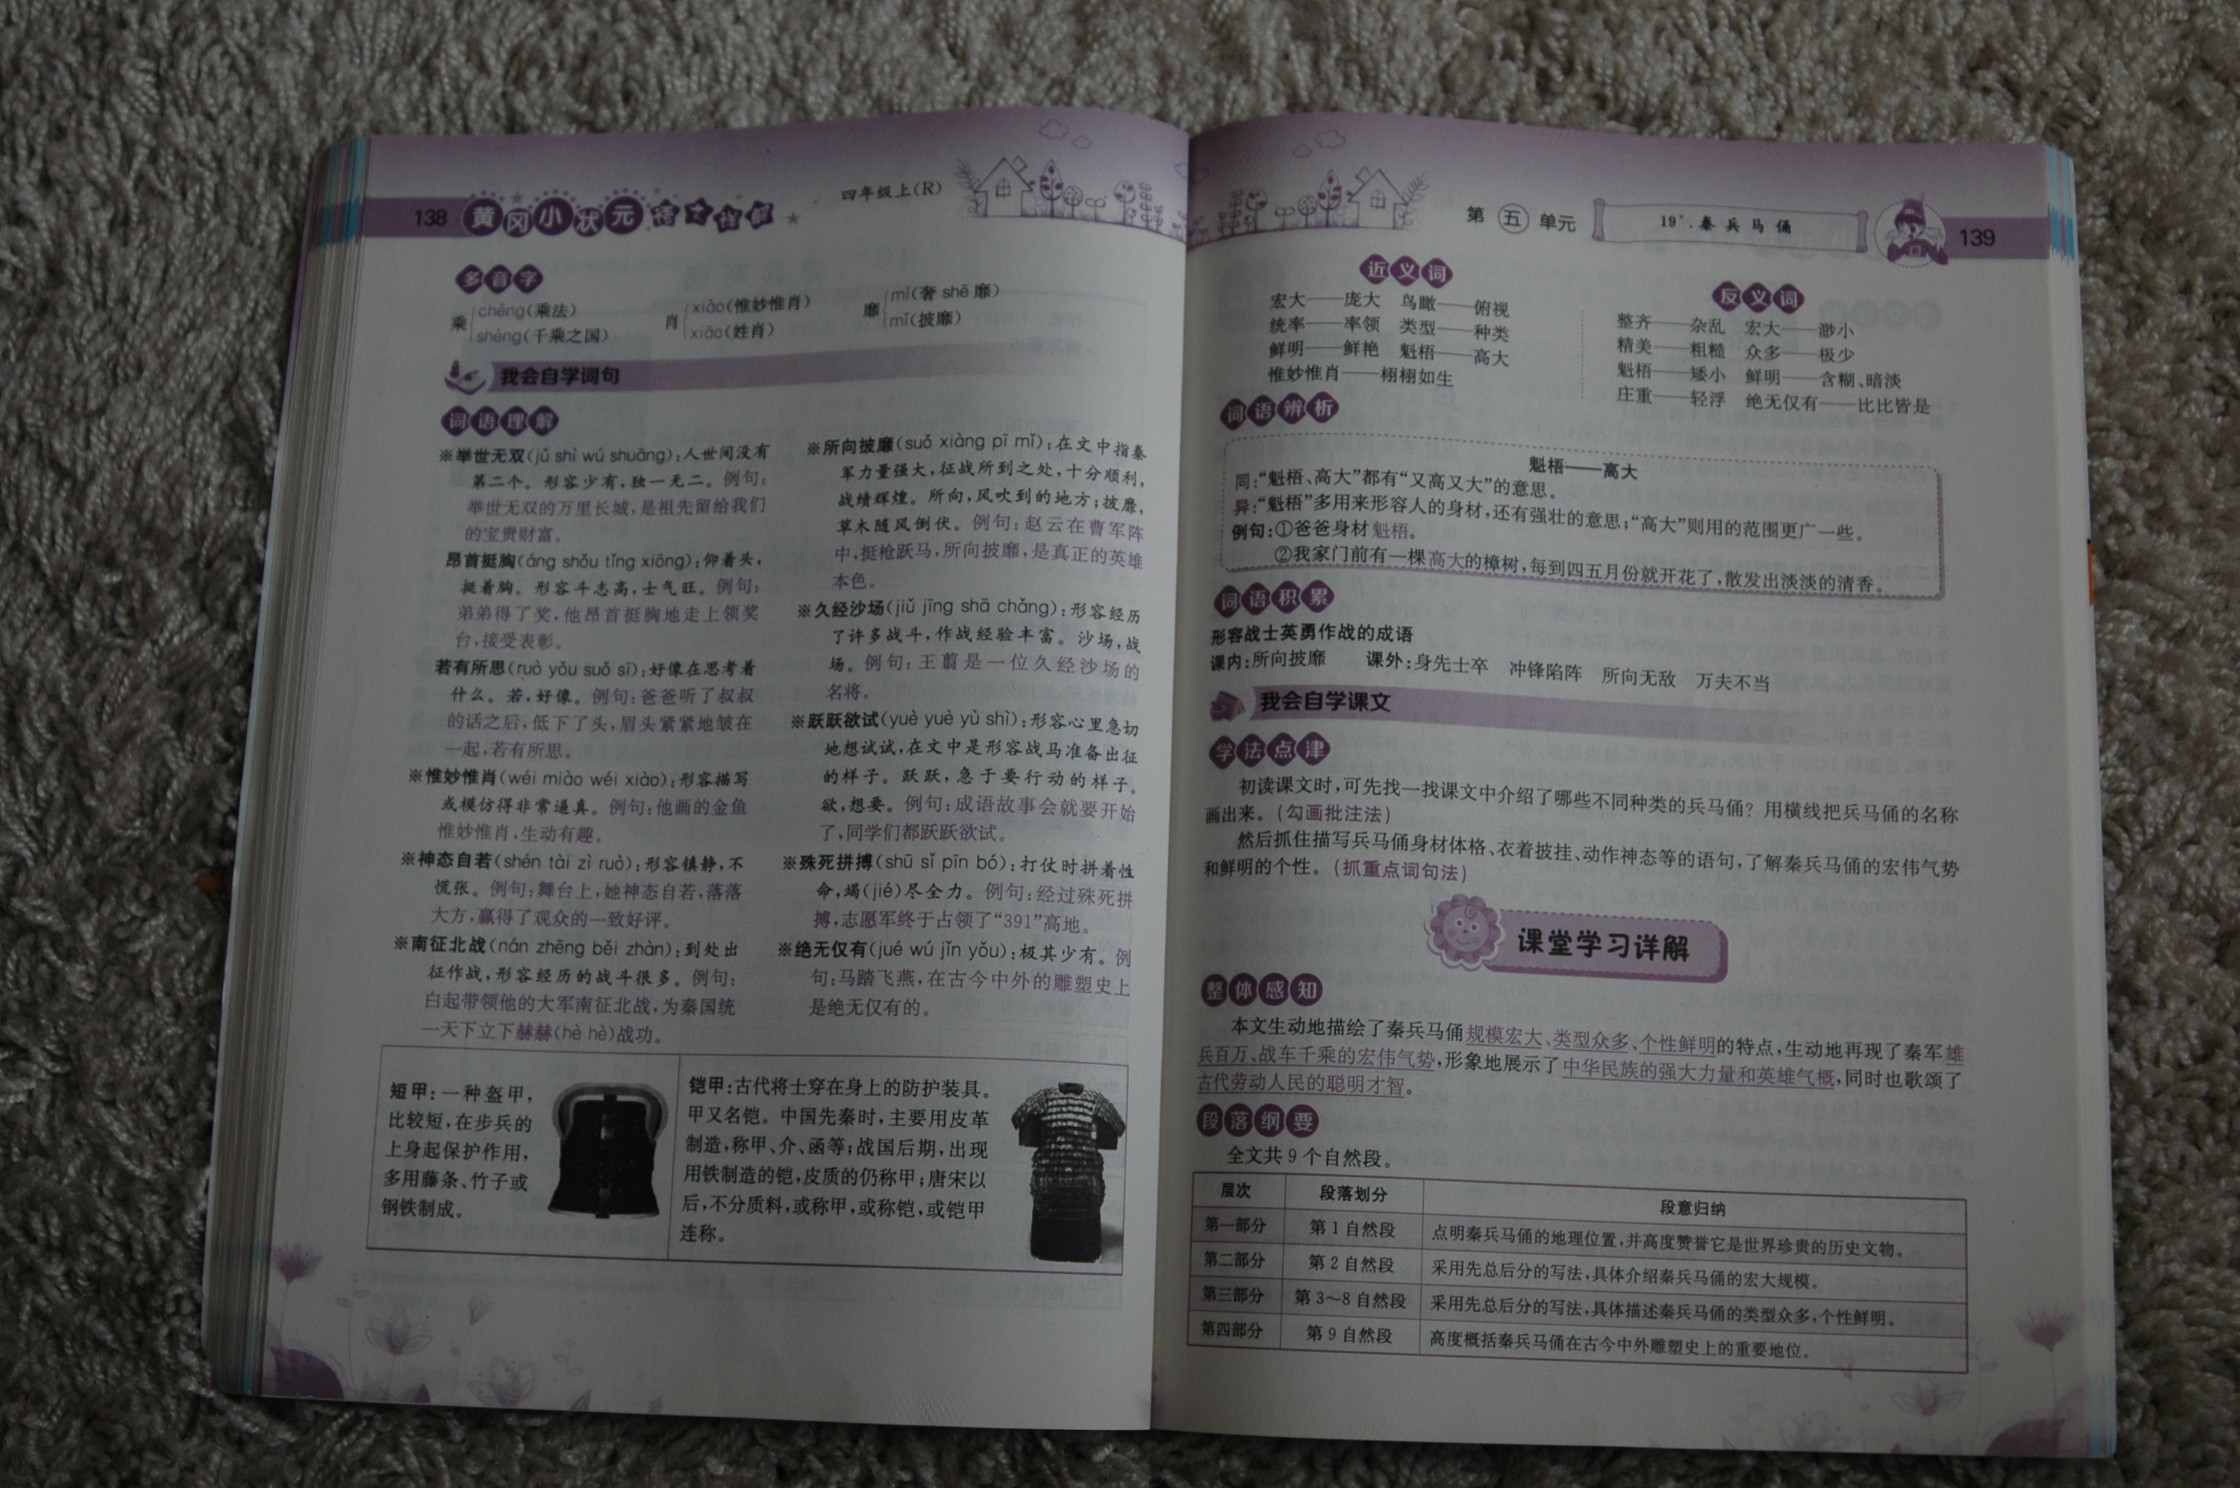 138 黄冈小状元 四年级上(R)
多音字
乘 chéng(乘法)
shèng(千乘之国)
肖 xiào(惟妙惟肖)
xiāo(姓肖)
靡 mí(奢shē靡)
mǐ(披靡)
我会自学词句
词语理解
※举世无双(jǔ shì wú shuāng):人世间没有
第二个。形容少有,独一无二。例句:
举世无双的万里长城,是祖先留给我们
的宝贵财富。
昂首挺胸(áng shǒu tǐng xiōng):仰着头,
挺着胸。形容斗志高,士气旺。例句:
弟弟得了奖,他昂首挺胸地走上领奖
台接受表彰。
若有所思(ruò yǒu suǒ sī):好像在思考着
什么。若,好像。例句:爸爸听了叔叔
的话之后,低下了头,眉头紧紧地皱在
一起,若有所思。
※惟妙惟肖(wéi miào wéi xiào):形容描写
或模仿得非常逼真。例句:他画的金鱼
惟妙惟肖,生动有趣。
※神态自若(shén tài zì ruò):形容镇静,不
慌张。例句:舞台上,她神态自若,落落
大方,赢得了观众的一致好评。
※南征北战(nán zhēng běi zhàn):到处出
征作战,形容经历的战斗很多。例句:
白起带领他的大军南征北战,为秦国统
一天下立下赫赫(hè hè)战功。
※所向披靡(suǒ xiàng pī mǐ):在文中指秦
军力量强大,征战所到之处,十分顺利,
战绩辉煌。所向,风吹到的地方;披靡,
草木随风倒伏。例句:赵云在曹军阵
中,挺枪跃马,所向披靡,是真正的英雄
本色。
※久经沙场(jiǔ jīng shā chǎng):形容经历
了许多战斗,作战经验丰富。沙场,战
场。例句:王翦是一位久经沙场的
名将。
※跃跃欲试(yuè yuè yù shì):形容心里急切
地想试试,在文中是形容战马准备出征
的样子。跃跃,急于要行动的样子。
欲,想要。例句:成语故事会就要开始
了,同学们都跃跃欲试。
※殊死拼搏(shū sǐ pīn bó):打仗时拼着性
命,竭(jié)尽全力。例句:经过殊死拼
搏,志愿军终于占领了“391”高地。
※绝无仅有(jué wú jǐn yǒu):极其少有。例
句:马踏飞燕,在古今中外的雕塑史上
是绝无仅有的。
短甲:一种盔甲,
比较短,在步兵的
上身起保护作用,
多用藤条、竹子或
钢铁制成。
铠甲:古代将士穿在身上的防护装具。
甲又名铠。中国先秦时,主要用皮革
制造,称甲、介、函等;战国后期,出现
用铁制造的铠,皮质的仍称甲;唐宋以
后,不分质料,或称甲,或称铠,或铠甲
连称。
第五单元 19*.秦兵马俑 139
近义词
宏大——庞大 鸟瞰——俯视
统率——率领 类型——种类
鲜明——鲜艳 魁梧——高大
惟妙惟肖——栩栩如生
反义词
整齐——杂乱 宏大——渺小
精美——粗糙 众多——极少
魁梧——矮小 鲜明——含糊、暗淡
庄重——轻浮 绝无仅有——比比皆是
词语辨析
魁梧——高大
同:“魁梧、高大”都有“又高又大”的意思。
异:“魁梧”多用来形容人的身材,还有强壮的意思;“高大”则用的范围更广一些。
例句:①爸爸身材魁梧。
②我家门前有一棵高大的樟树,每到四五月份就开花了,散发出淡淡的清香。
词语积累
形容战士英勇作战的成语
课内:所向披靡 课外:身先士卒 冲锋陷阵 所向无敌 万夫不当
我会自学课文
学法点津
初读课文时,可先找一找课文中介绍了哪些不同种类的兵马俑?用横线把兵马俑的名称
画出来。(勾画批注法)
然后抓住描写兵马俑身材体格、衣着披挂、动作神态等的语句,了解秦兵马俑的宏伟气势
和鲜明的个性。(抓重点词句法)
课堂学习详解
整体感知
本文生动地描绘了秦兵马俑规模宏大、类型众多、个性鲜明的特点,生动地再现了秦军雄
兵百万、战车千乘的宏伟气势,形象地展示了中华民族的强大力量和英雄气概,同时也歌颂了
古代劳动人民的聪明才智。
段落纲要
全文共9个自然段。
层次 段落划分 段意归纳
第一部分 第1自然段 点明秦兵马俑的地理位置,并高度赞誉它是世界珍贵的历史文物。
第二部分 第2自然段 采用先总后分的写法,具体介绍秦兵马俑的宏大规模。
第三部分 第3~8自然段 采用先总后分的写法,具体描述秦兵马俑的类型众多,个性鲜明。
第四部分 第9自然段 高度概括秦兵马俑在古今中外雕塑史上的重要地位。